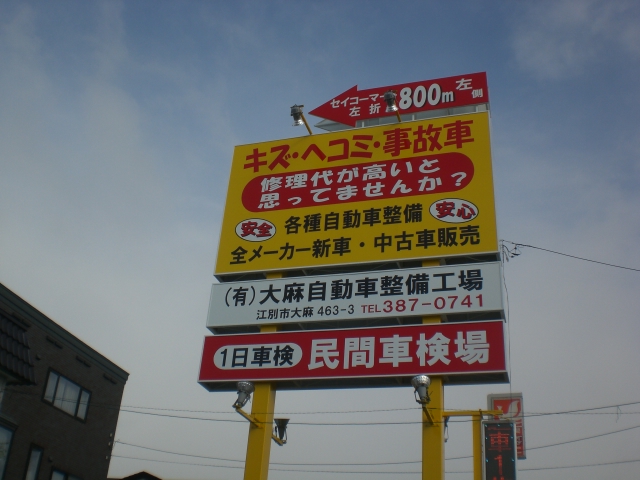 セイコーマート
左折 800m 左側
キズ・ヘコミ・事故車
修理代が高いと
思ってませんか？
安全 各種自動車整備 安心
全メーカー新車・中古車販売
(有)大麻自動車整備工場
江別市大麻 463-3 TEL387-0741
1日車検 民間車検場
車1